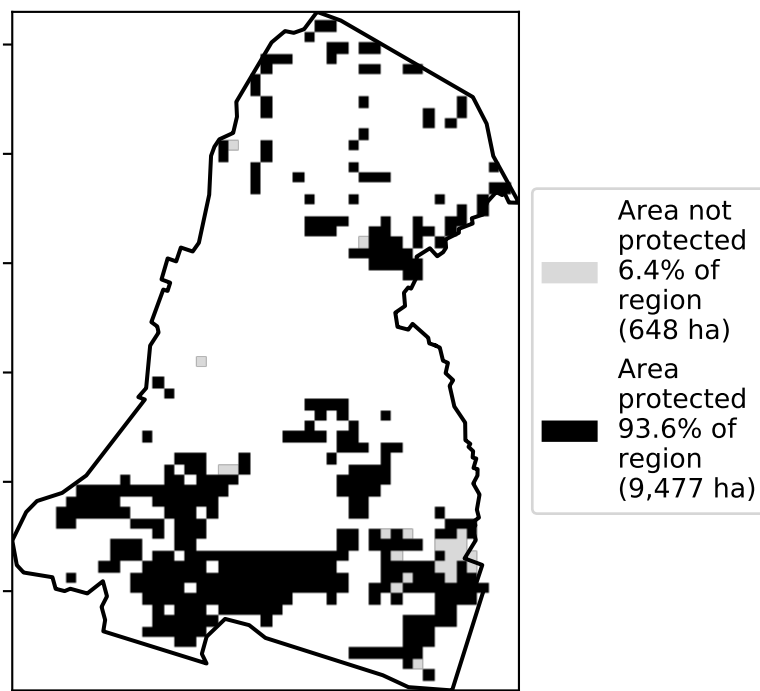 Area not
protected
6.4% of
region
(648 ha)
Area
protected
93.6% of
region
(9,477 ha)